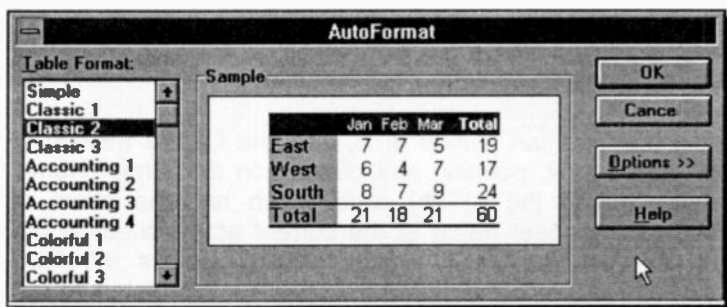 AutoFormat
Table Format:
Simple
Classic 1
Classic 2
Classic 3
Accounting 1
Accounting 2
Accounting 3
Accounting 4
Colorful 1
Colorful 2
Colorful 3
Sample
Jan Feb Mar Total
East 7 7 5 19
West 6 4 7 17
South 8 7 9 24
Total 21 18 21 60
OK
Cance
Options >>
Help